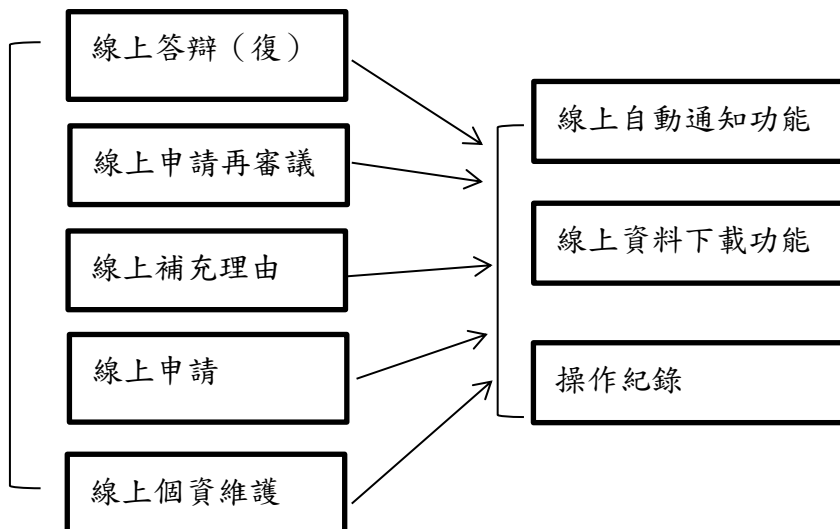 線上答辯（復）
線上申請再審議
線上補充理由
線上申請
線上個資維護
線上自動通知功能
線上資料下載功能
操作紀錄